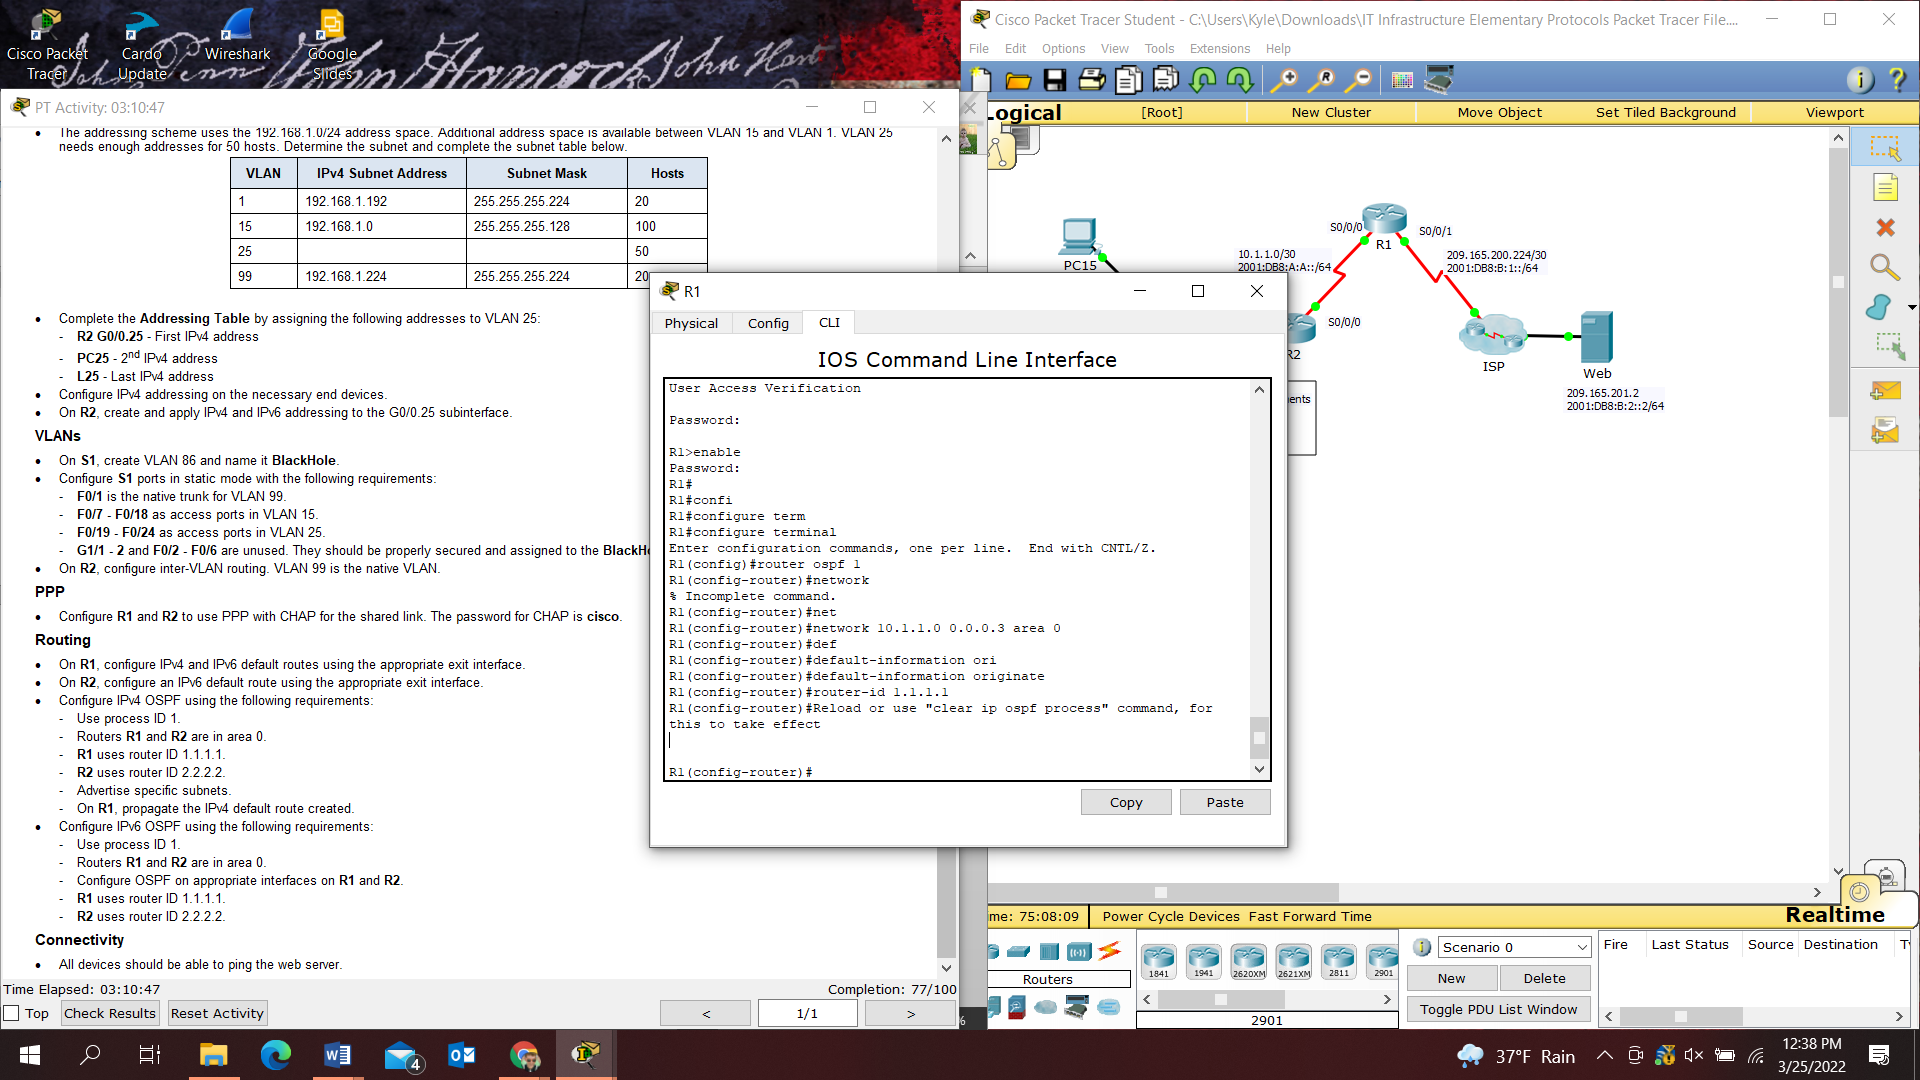 Cisco Packet
Tracer
Cardo
Update
Wireshark
Google
Slides
John Hancock
PT Activity: 03:10:47
The addressing scheme uses the 192.168.1.0/24 address space. Additional address space is available between VLAN 15 and VLAN 1. VLAN 25
needs enough addresses for 50 hosts. Determine the subnet and complete the subnet table below.
VLAN IPv4 Subnet Address Subnet Mask Hosts
1 192.168.1.192 255.255.255.224 20
15 192.168.1.0 255.255.255.128 100
25 50
99 192.168.1.224 255.255.255.224 20
• Complete the Addressing Table by assigning the following addresses to VLAN 25:
- R2 G0/0.25 - First IPv4 address
- PC25 - 2nd IPv4 address
- L25 - Last IPv4 address
• Configure IPv4 addressing on the necessary end devices.
• On R2, create and apply IPv4 and IPv6 addressing to the G0/0.25 subinterface.
VLANs
• On S1, create VLAN 86 and name it BlackHole.
• Configure S1 ports in static mode with the following requirements:
- F0/1 is the native trunk for VLAN 99.
- F0/7 - F0/18 as access ports in VLAN 15.
- F0/19 - F0/24 as access ports in VLAN 25.
- G1/1 - 2 and F0/2 - F0/6 are unused. They should be properly secured and assigned to the BlackH
• On R2, configure inter-VLAN routing. VLAN 99 is the native VLAN.
PPP
• Configure R1 and R2 to use PPP with CHAP for the shared link. The password for CHAP is cisco.
Routing
• On R1, configure IPv4 and IPv6 default routes using the appropriate exit interface.
• On R2, configure an IPv6 default route using the appropriate exit interface.
• Configure IPv4 OSPF using the following requirements:
- Use process ID 1.
- Routers R1 and R2 are in area 0.
- R1 uses router ID 1.1.1.1.
- R2 uses router ID 2.2.2.2.
- Advertise specific subnets.
- On R1, propagate the IPv4 default route created.
• Configure IPv6 OSPF using the following requirements:
- Use process ID 1.
- Routers R1 and R2 are in area 0.
- Configure OSPF on appropriate interfaces on R1 and R2.
- R1 uses router ID 1.1.1.1.
- R2 uses router ID 2.2.2.2.
Connectivity
• All devices should be able to ping the web server.
Time Elapsed: 03:10:47 Completion: 77/100
Top Check Results Reset Activity < 1/1 >
R1
Physical Config CLI
IOS Command Line Interface
User Access Verification
Password:
R1>enable
Password:
R1#
R1#confi
R1#configure term
R1#configure terminal
Enter configuration commands, one per line. End with CNTL/Z.
R1(config)#router ospf 1
R1(config-router)#network
% Incomplete command.
R1(config-router)#net
R1(config-router)#network 10.1.1.0 0.0.0.3 area 0
R1(config-router)#def
R1(config-router)#default-information ori
R1(config-router)#default-information originate
R1(config-router)#router-id 1.1.1.1
R1(config-router)#Reload or use "clear ip ospf process" command, for
this to take effect
R1(config-router)#
Copy Paste
Cisco Packet Tracer Student - C:\Users\Kyle\Downloads\IT Infrastructure Elementary Protocols Packet Tracer File....
File Edit Options View Tools Extensions Help
Logical [Root] New Cluster Move Object Set Tiled Background Viewport
PC15
10.1.1.0/30
2001:DB8:A:A::/64
S0/0/0
R1
S0/0/1
209.165.200.224/30
2001:DB8:B:1::/64
S0/0/0
R2
ISP
Web
209.165.201.2
2001:DB8:B:2::2/64
ents
me: 75:08:09 Power Cycle Devices Fast Forward Time Realtime
Routers
1841 1941 2620XM 2621XM 2811 2901
2901
Scenario 0
New Delete
Toggle PDU List Window
Fire Last Status Source Destination Ty
%
4
37°F Rain
12:38 PM
3/25/2022